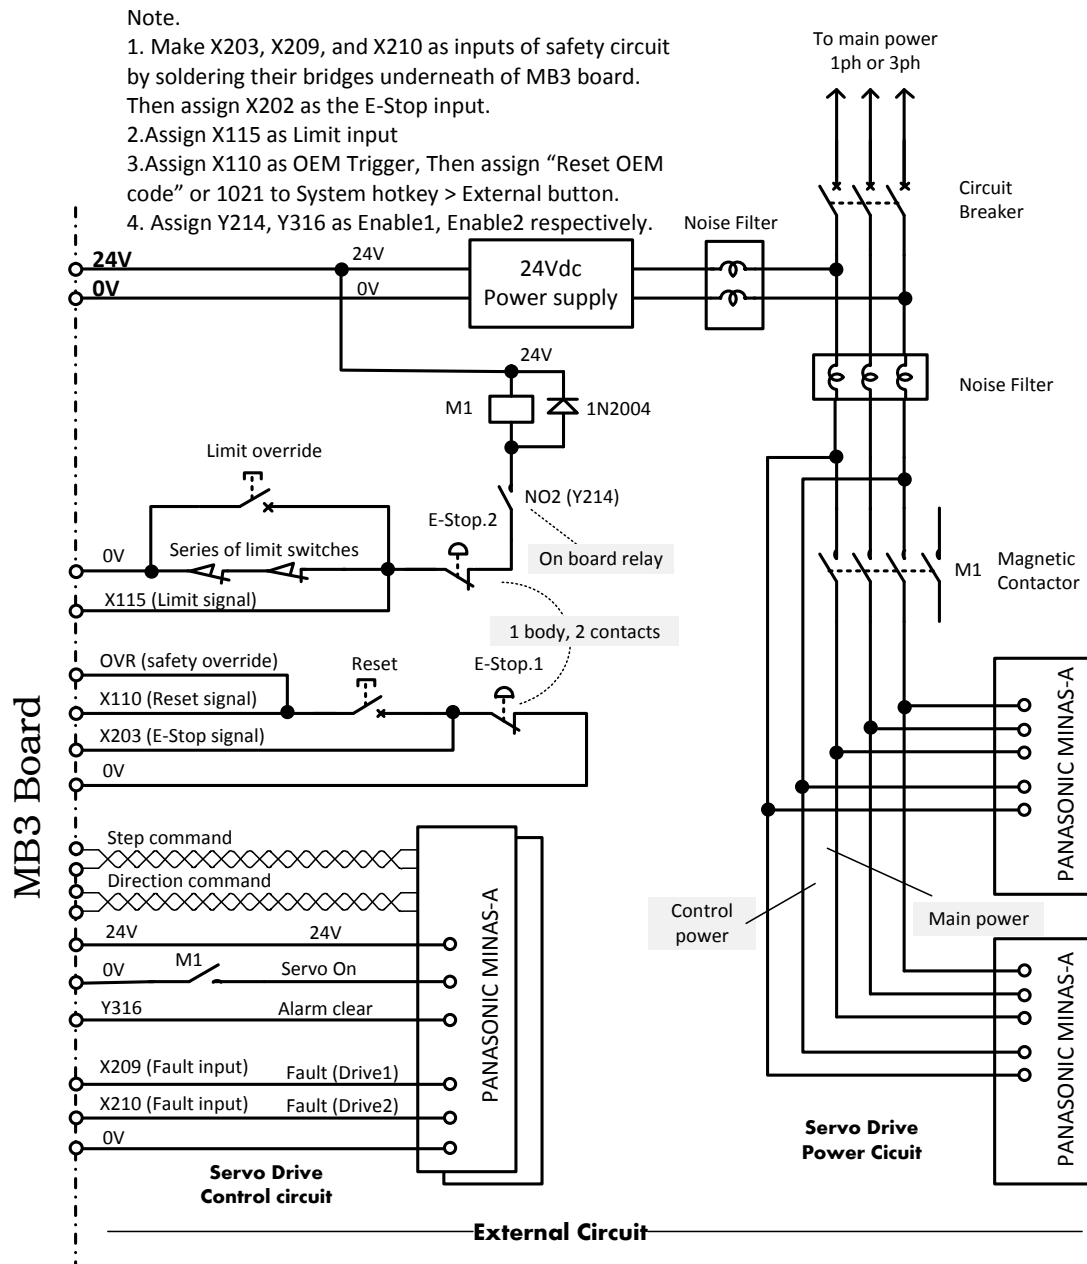 Note.
1. Make X203, X209, and X210 as inputs of safety circuit
by soldering their bridges underneath of MB3 board.
Then assign X202 as the E-Stop input.
2.Assign X115 as Limit input
3.Assign X110 as OEM Trigger, Then assign “Reset OEM
code” or 1021 to System hotkey > External button.
4. Assign Y214, Y316 as Enable1, Enable2 respectively.
To main power
1ph or 3ph
Circuit
Breaker
Noise Filter
24V
24V
0V
0V
24Vdc
Power supply
Noise Filter
24V
M1
1N2004
Limit override
NO2 (Y214)
E-Stop.2
On board relay
0V
Series of limit switches
X115 (Limit signal)
M1
Magnetic
Contactor
1 body, 2 contacts
OVR (safety override)
Reset
E-Stop.1
X110 (Reset signal)
X203 (E-Stop signal)
0V
MB3 Board
PANASONIC MINAS-A
Step command
Direction command
24V
24V
0V
M1
Servo On
Y316
Alarm clear
X209 (Fault input)
Fault (Drive1)
X210 (Fault input)
Fault (Drive2)
0V
PANASONIC MINAS-A
Control
power
Main power
PANASONIC MINAS-A
Servo Drive
Control circuit
Servo Drive
Power Cicuit
External Circuit